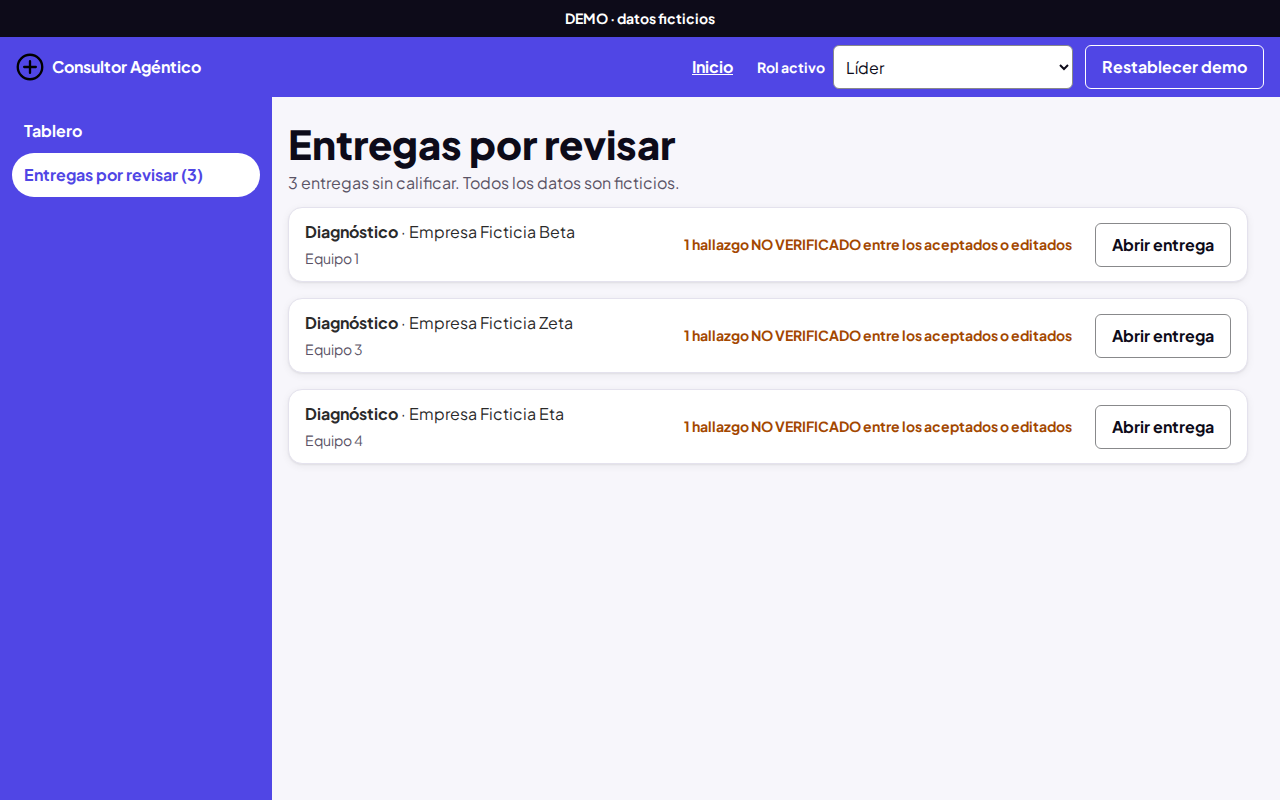 DEMO · datos ficticios
Consultor Agéntico
Inicio
Rol activo
Líder
Restablecer demo
Tablero
Entregas por revisar (3)
Entregas por revisar
3 entregas sin calificar. Todos los datos son ficticios.
Diagnóstico · Empresa Ficticia Beta
Equipo 1
1 hallazgo NO VERIFICADO entre los aceptados o editados
Abrir entrega
Diagnóstico · Empresa Ficticia Zeta
Equipo 3
1 hallazgo NO VERIFICADO entre los aceptados o editados
Abrir entrega
Diagnóstico · Empresa Ficticia Eta
Equipo 4
1 hallazgo NO VERIFICADO entre los aceptados o editados
Abrir entrega